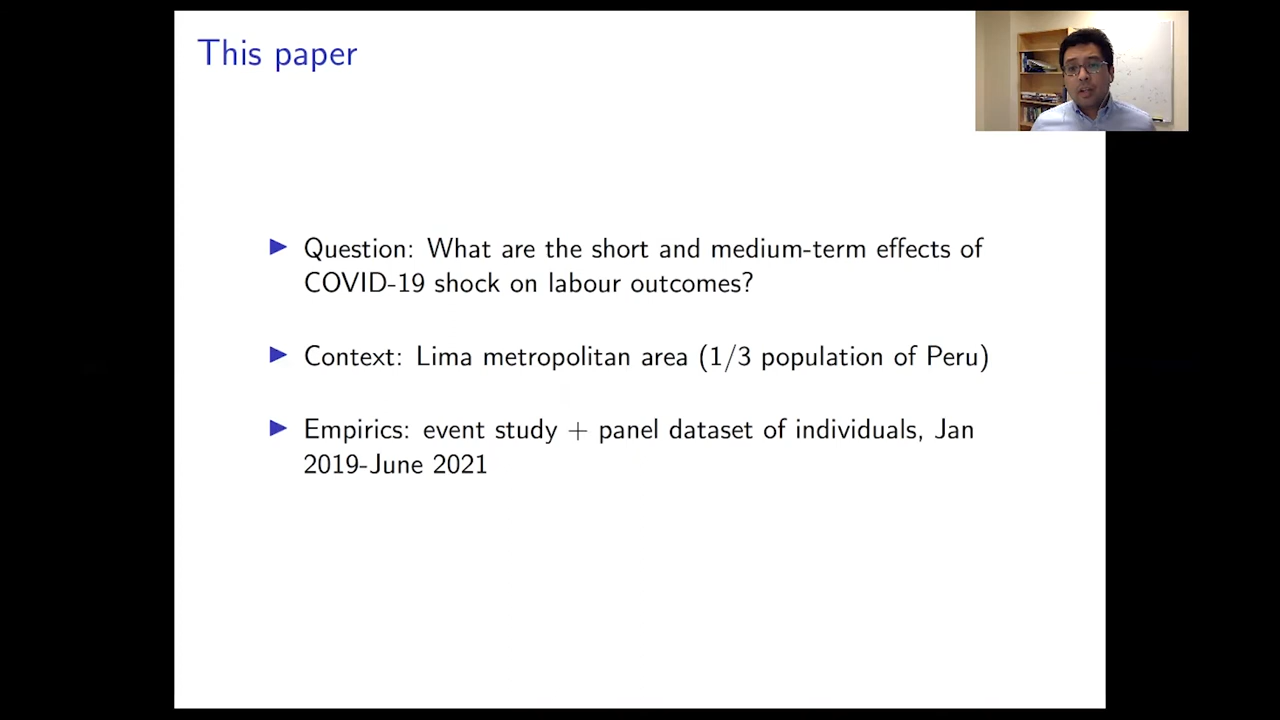 This paper
Question: What are the short and medium-term effects of
COVID-19 shock on labour outcomes?
Context: Lima metropolitan area (1/3 population of Peru)
Empirics: event study + panel dataset of individuals, Jan
2019-June 2021